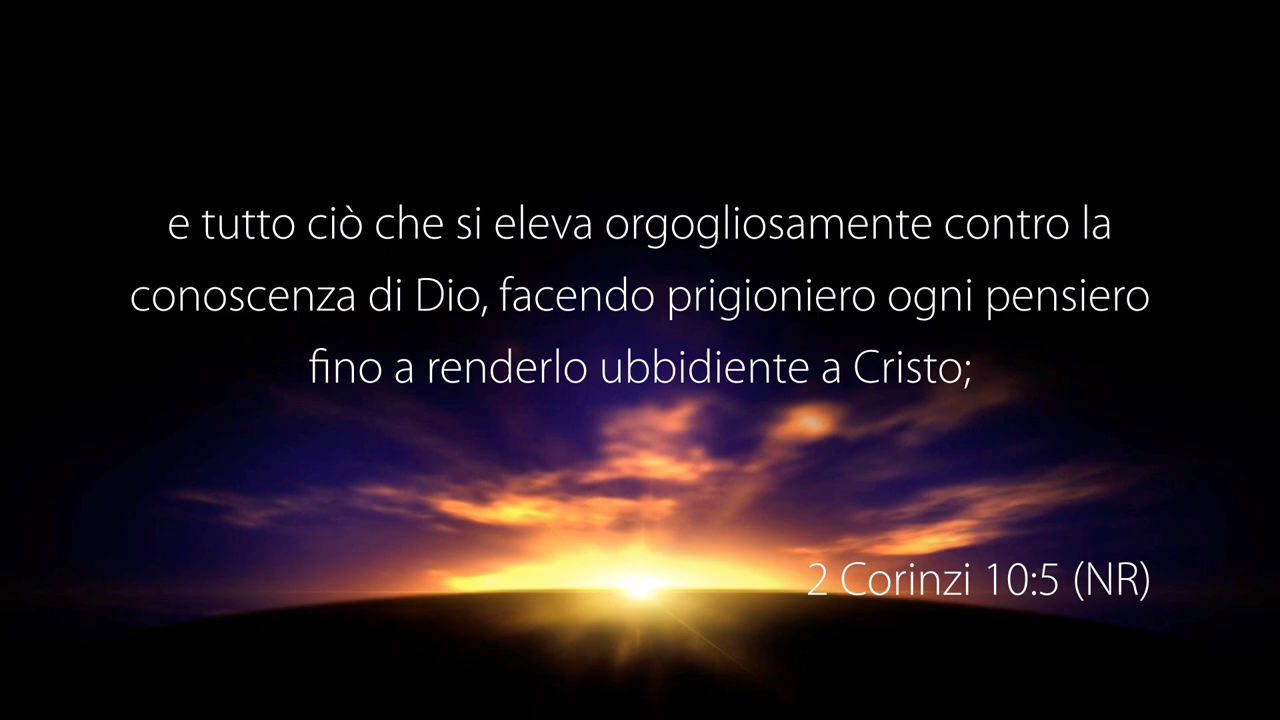 e tutto ciò che si eleva orgogliosamente contro la
conoscenza di Dio, facendo prigioniero ogni pensiero
fino a renderlo ubbidiente a Cristo;
2 Corinzi 10:5 (NR)